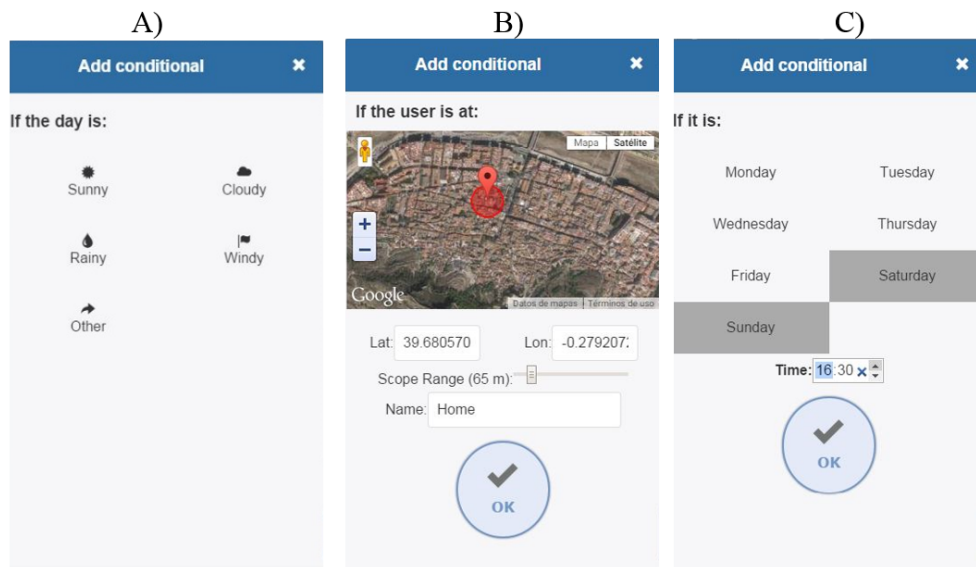 A)
Add conditional ✖
If the day is:
Sunny
Cloudy
Rainy
Windy
Other
B)
Add conditional ✖
If the user is at:
Mapa Satélite
+
−
Google
Datos de mapas Términos de uso
Lat: 39.680570 Lon: -0.2792072
Scope Range (65 m):
Name: Home
OK
C)
Add conditional ✖
If it is:
Monday Tuesday
Wednesday Thursday
Friday Saturday
Sunday
Time: 16:30 ×
OK